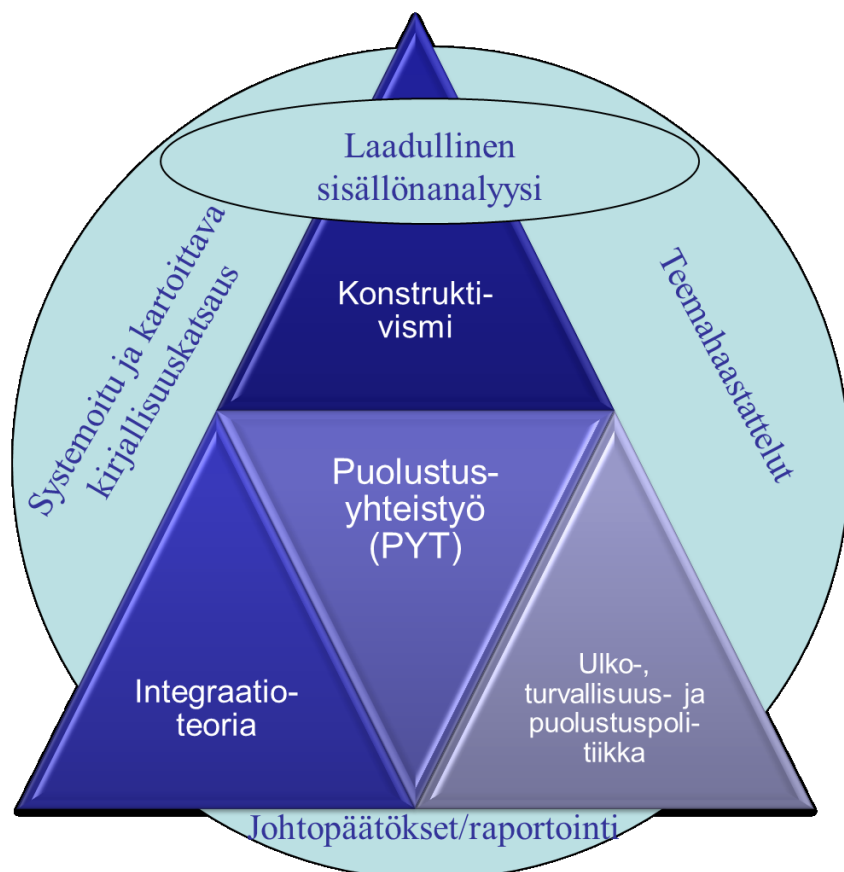 Laadullinen
sisällönanalyysi
Systemoitu ja kartoittava
kirjallisuuskatsaus
Teemahaastattelut
Konstrukti-
vismi
Puolustus-
yhteistyö
(PYT)
Integraatio-
teoria
Ulko-,
turvallisuus- ja
puolustuspoli-
tiikka
Johtopäätökset/raportointi